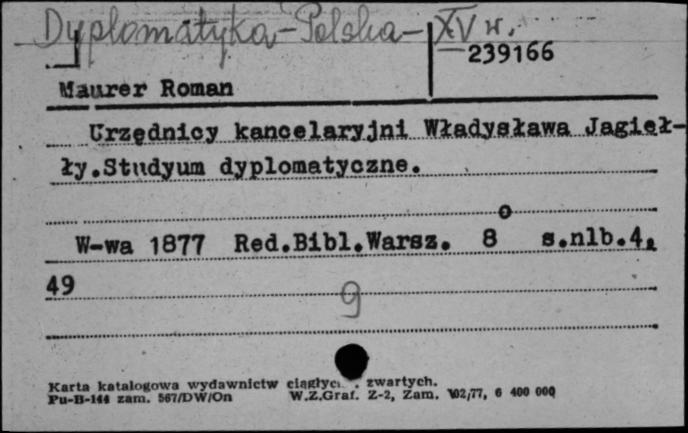 Dyplomatyka - Polska - XV w.
239166
Maurer Roman
Urzędnicy kancelaryjni Władysława Jagieł-
ły.Studyum dyplomatyczne.
W-wa 1877 Red.Bibl.Warsz. 8° s.nlb.4,
49
9
Karta katalogowa wydawnictw zwartych.
Pu-B-144 zam. 567/DW/On W.Z.Graf. Z-2, Zam. 102/77, 6 400 000